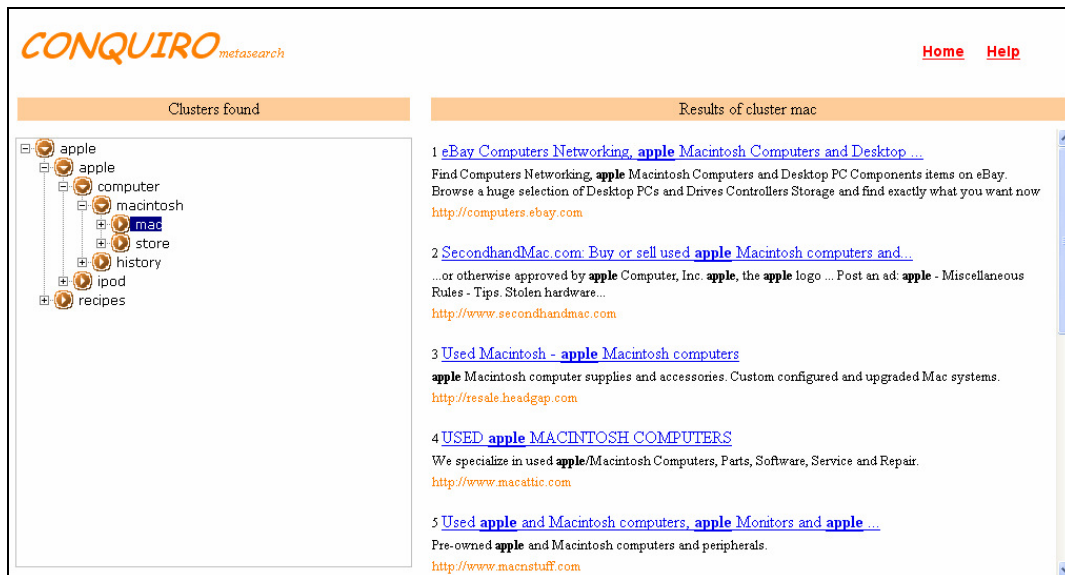 CONQUIRO metasearch
Home Help
Clusters found
apple
apple
computer
macintosh
mac
store
history
ipod
recipes
Results of cluster mac
1 eBay Computers Networking, apple Macintosh Computers and Desktop ...
Find Computers Networking, apple Macintosh Computers and Desktop PC Components items on eBay.
Browse a huge selection of Desktop PCs and Drives Controllers Storage and find exactly what you want now
http://computers.ebay.com
2 SecondhandMac.com: Buy or sell used apple Macintosh computers and...
...or otherwise approved by apple Computer, Inc. apple, the apple logo ... Post an ad: apple - Miscellaneous
Rules - Tips. Stolen hardware...
http://www.secondhandmac.com
3 Used Macintosh - apple Macintosh computers
apple Macintosh computer supplies and accessories. Custom configured and upgraded Mac systems.
http://resale.headgap.com
4 USED apple MACINTOSH COMPUTERS
We specialize in used apple/Macintosh Computers, Parts, Software, Service and Repair.
http://www.macattic.com
5 Used apple and Macintosh computers, apple Monitors and apple ...
Pre-owned apple and Macintosh computers and peripherals.
http://www.macnstuff.com